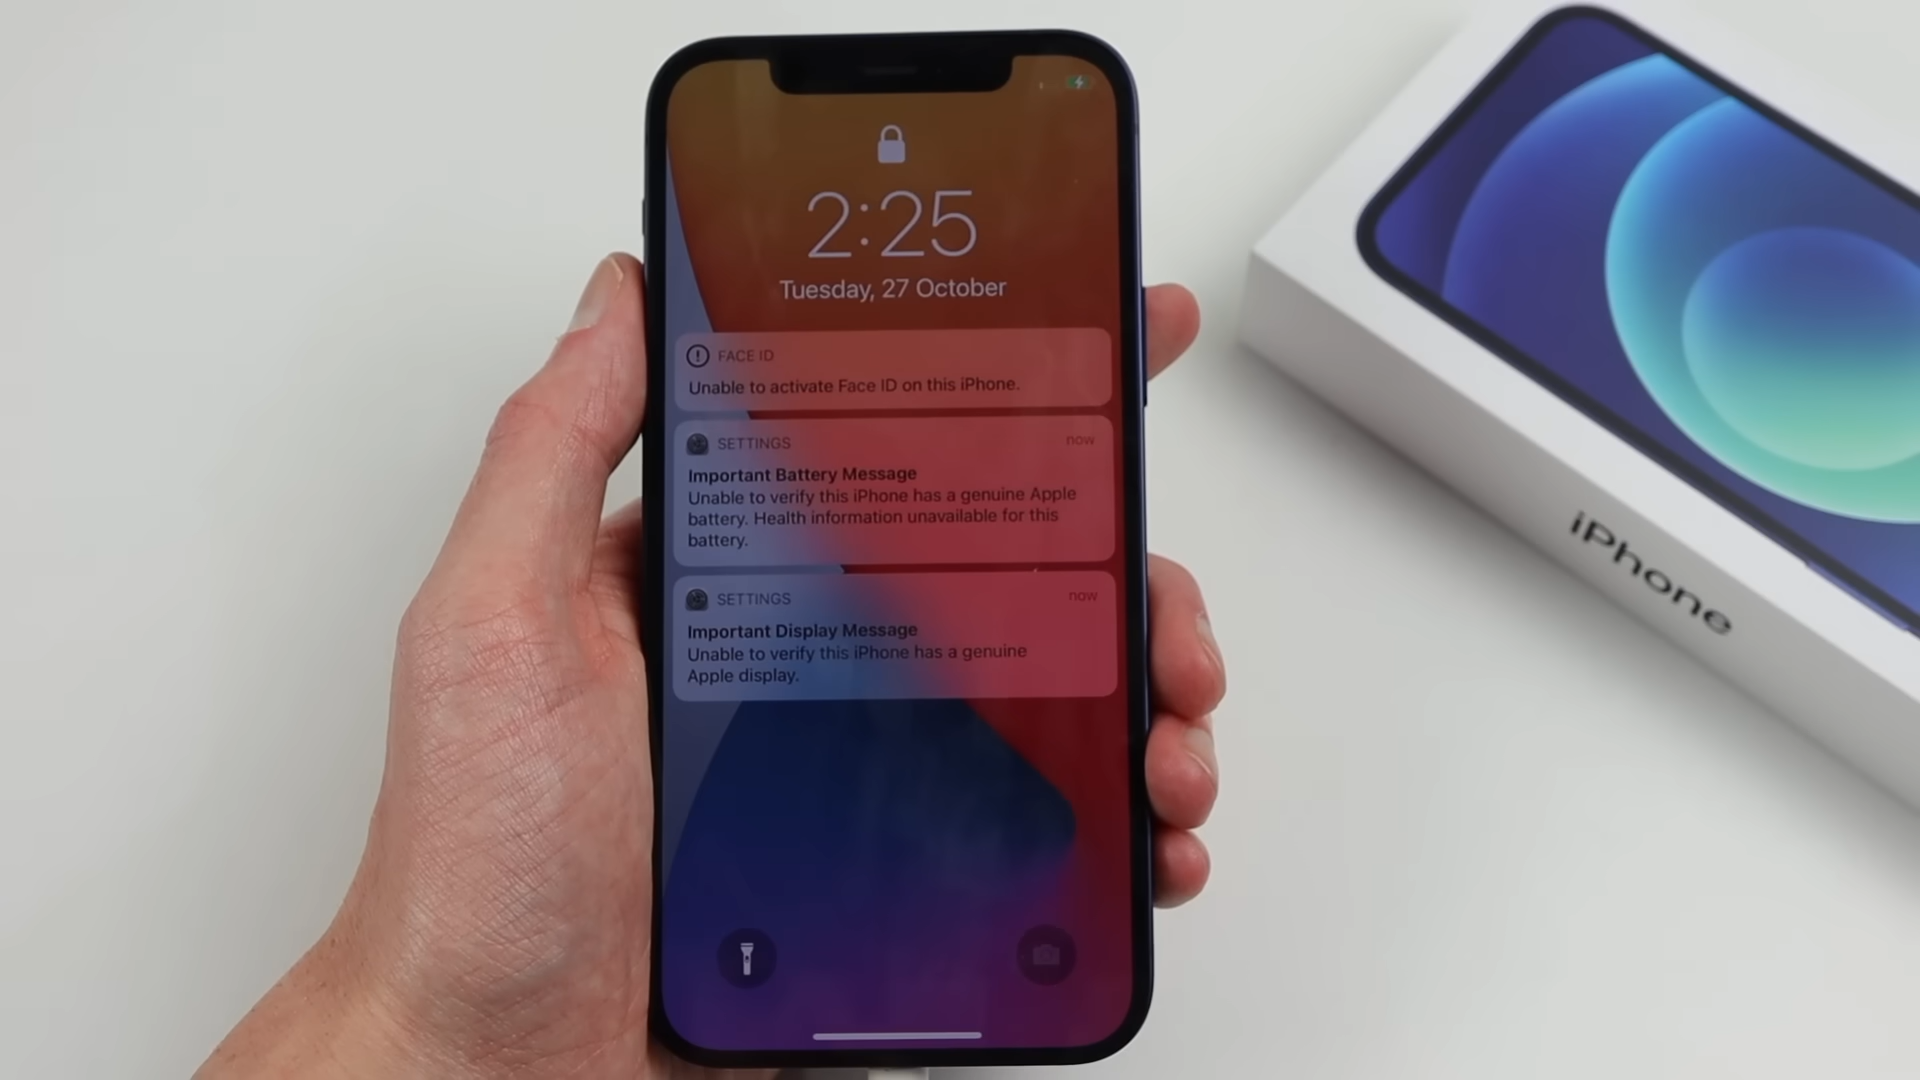 2:25
Tuesday, 27 October
FACE ID
Unable to activate Face ID on this iPhone.
SETTINGS now
Important Battery Message
Unable to verify this iPhone has a genuine Apple
battery. Health information unavailable for this
battery.
SETTINGS now
Important Display Message
Unable to verify this iPhone has a genuine
Apple display.
iPhone